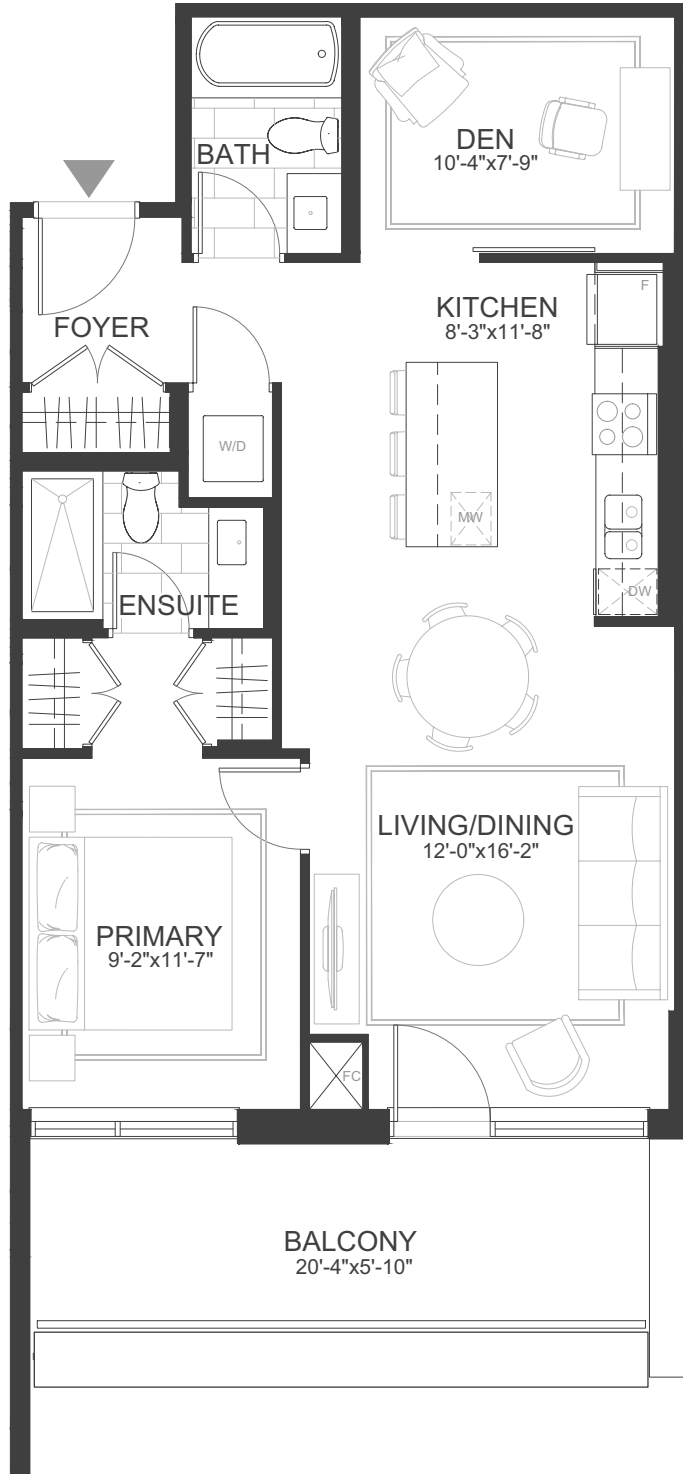 BATH
DEN
10'-4"x7'-9"
FOYER
KITCHEN
8'-3"x11'-8"
F
W/D
MW
DW
ENSUITE
LIVING/DINING
12'-0"x16'-2"
PRIMARY
9'-2"x11'-7"
FC
BALCONY
20'-4"x5'-10"